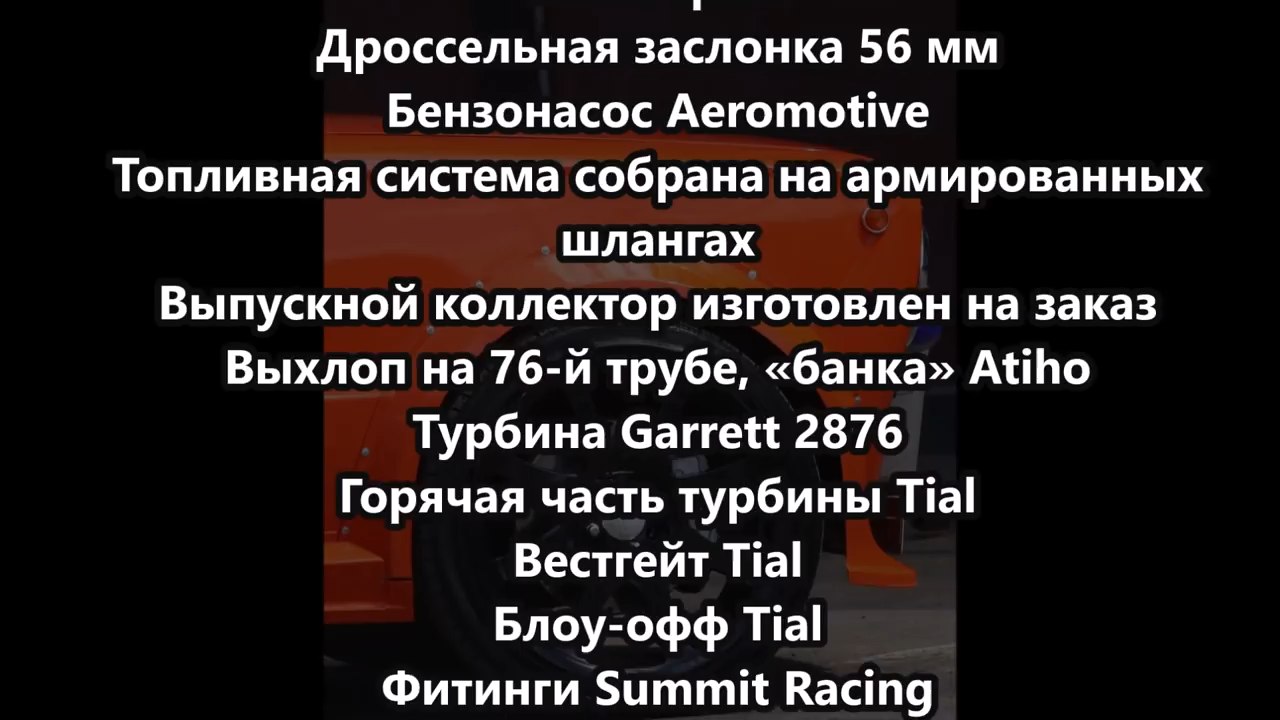 Дроссельная заслонка 56 мм
Бензонасос Aeromotive
Топливная система собрана на армированных
шлангах
Выпускной коллектор изготовлен на заказ
Выхлоп на 76-й трубе, «банка» Atiho
Турбина Garrett 2876
Горячая часть турбины Tial
Вестгейт Tial
Блоу-офф Tial
Фитинги Summit Racing